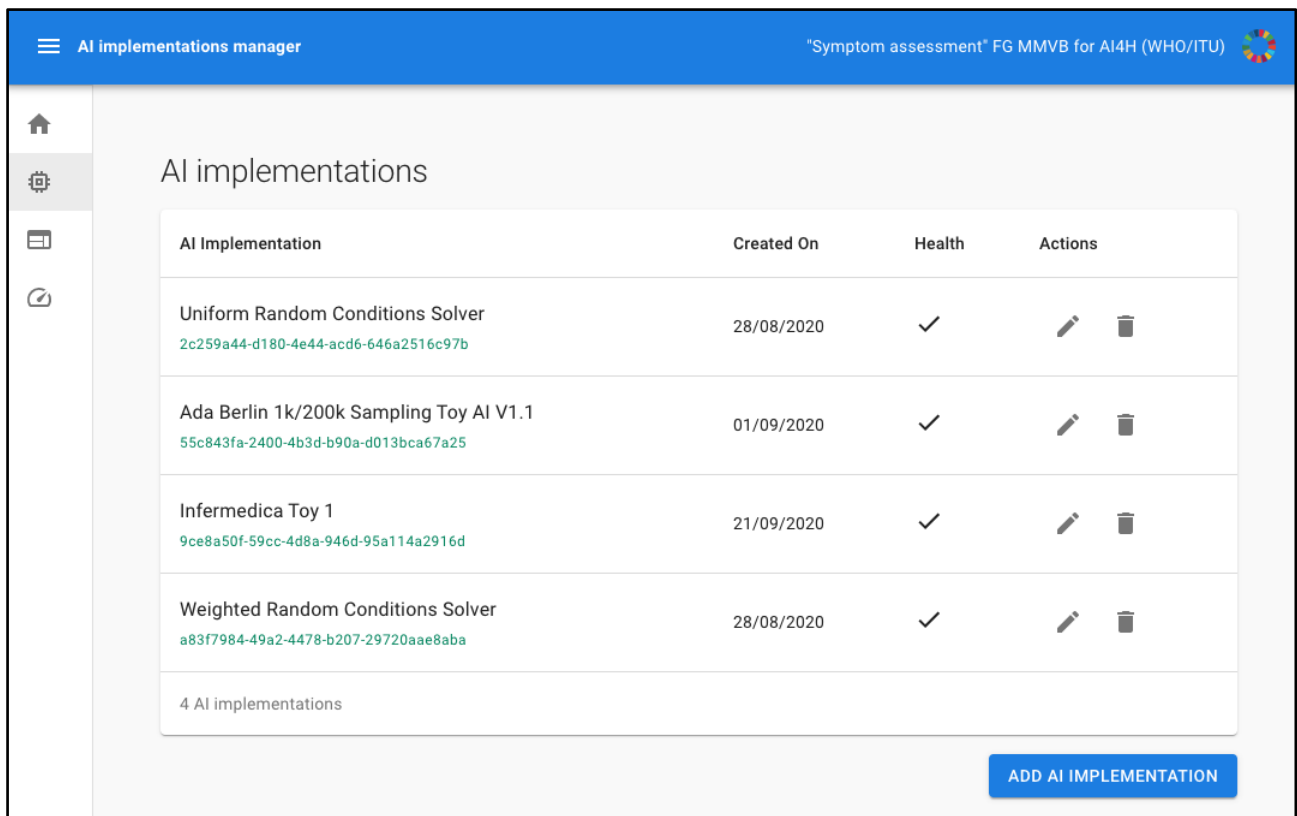 AI implementations manager
"Symptom assessment" FG MMVB for AI4H (WHO/ITU)
AI implementations
AI Implementation Created On Health Actions
Uniform Random Conditions Solver
2c259a44-d180-4e44-acd6-646a2516c97b
28/08/2020
Ada Berlin 1k/200k Sampling Toy AI V1.1
55c843fa-2400-4b3d-b90a-d013bca67a25
01/09/2020
Infermedica Toy 1
9ce8a50f-59cc-4d8a-946d-95a114a2916d
21/09/2020
Weighted Random Conditions Solver
a83f7984-49a2-4478-b207-29720aae8aba
28/08/2020
4 AI implementations
ADD AI IMPLEMENTATION